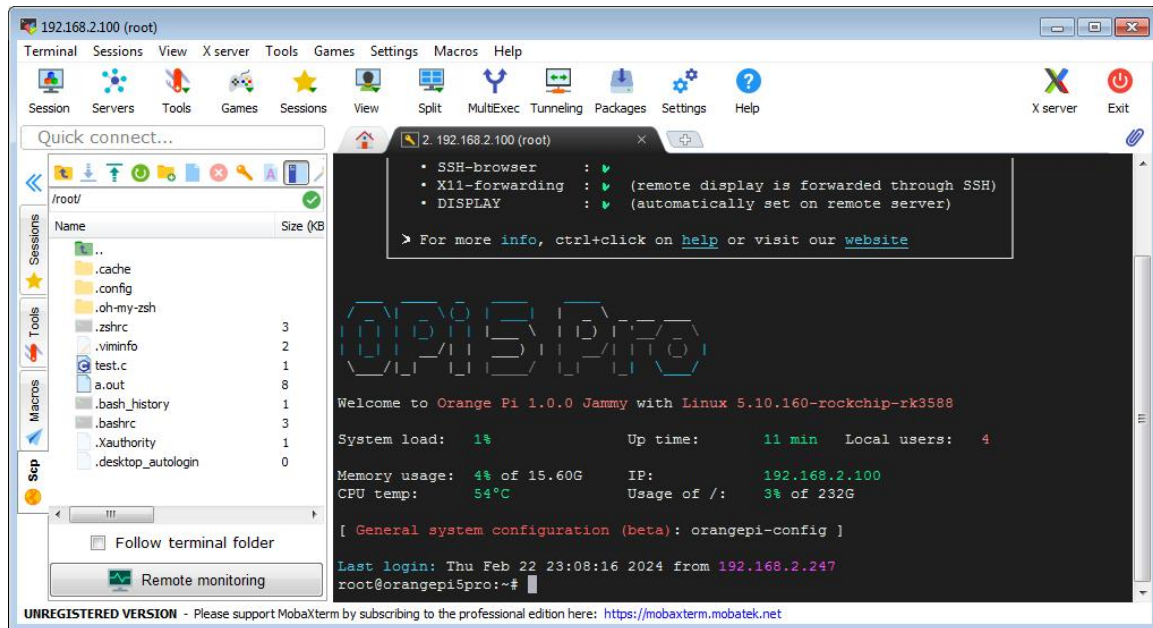 192.168.2.100 (root)
Terminal Sessions View X server Tools Games Settings Macros Help
Session Servers Tools Games Sessions View Split MultiExec Tunneling Packages Settings Help X server Exit
Quick connect...
2. 192.168.2.100 (root)
/root/
Name Size (KB
..
.cache
.config
.oh-my-zsh
.zshrc 3
.viminfo 2
test.c 1
a.out 8
.bash_history 1
.bashrc 3
.Xauthority 1
.desktop_autologin 0
Follow terminal folder
Remote monitoring
Sessions
Tools
Macros
Scp
• SSH-browser : ✔
• X11-forwarding : ✔ (remote display is forwarded through SSH)
• DISPLAY : ✔ (automatically set on remote server)
➤ For more info, ctrl+click on help or visit our website
OPi5 Pro
Welcome to Orange Pi 1.0.0 Jammy with Linux 5.10.160-rockchip-rk3588
System load: 1% Up time: 11 min Local users: 4
Memory usage: 4% of 15.60G IP: 192.168.2.100
CPU temp: 54°C Usage of /: 3% of 232G
[ General system configuration (beta): orangepi-config ]
Last login: Thu Feb 22 23:08:16 2024 from 192.168.2.247
root@orangepi5pro:~#
UNREGISTERED VERSION - Please support MobaXterm by subscribing to the professional edition here: https://mobaxterm.mobatek.net